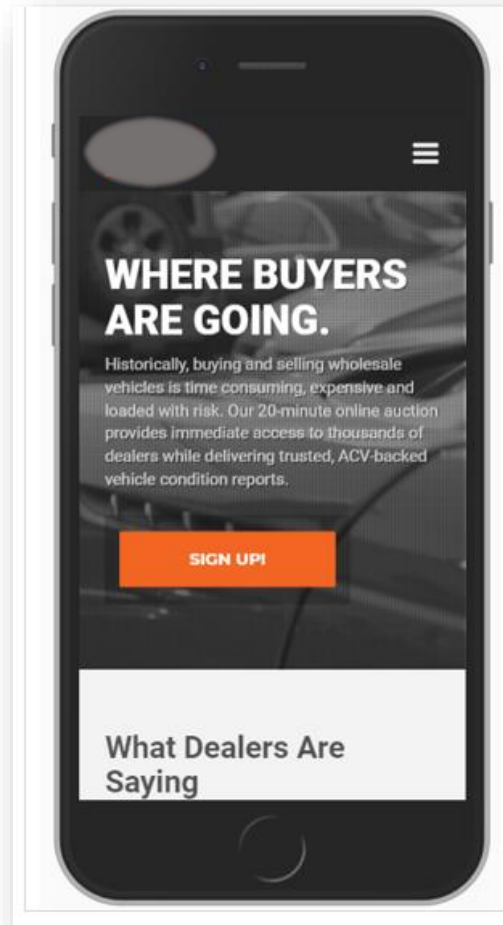 WHERE BUYERS
ARE GOING.
Historically, buying and selling wholesale
vehicles is time consuming, expensive and
loaded with risk. Our 20-minute online auction
provides immediate access to thousands of
dealers while delivering trusted, ACV-backed
vehicle condition reports.
SIGN UP!
What Dealers Are
Saying